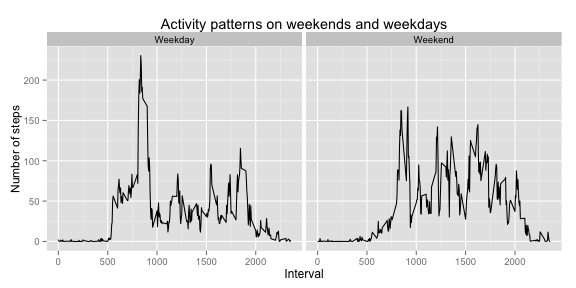 Activity patterns on weekends and weekdays
Weekday Weekend
200
150
100
50
0
Number of steps
0 500 1000 1500 2000 0 500 1000 1500 2000
Interval